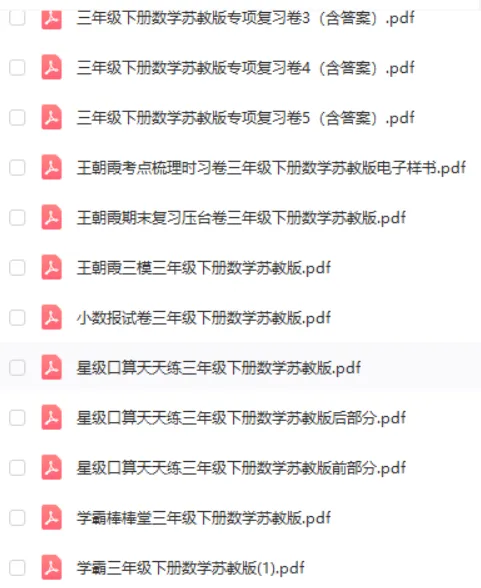 三年级下册数学苏教版专项复习卷3（含答案）.pdf
三年级下册数学苏教版专项复习卷4（含答案）.pdf
三年级下册数学苏教版专项复习卷5（含答案）.pdf
王朝霞考点梳理时习卷三年级下册数学苏教版电子样书.pdf
王朝霞期末复习压台卷三年级下册数学苏教版.pdf
王朝霞三模三年级下册数学苏教版.pdf
小数报试卷三年级下册数学苏教版.pdf
星级口算天天练三年级下册数学苏教版.pdf
星级口算天天练三年级下册数学苏教版后部分.pdf
星级口算天天练三年级下册数学苏教版前部分.pdf
学霸棒棒堂三年级下册数学苏教版.pdf
学霸三年级下册数学苏教版(1).pdf